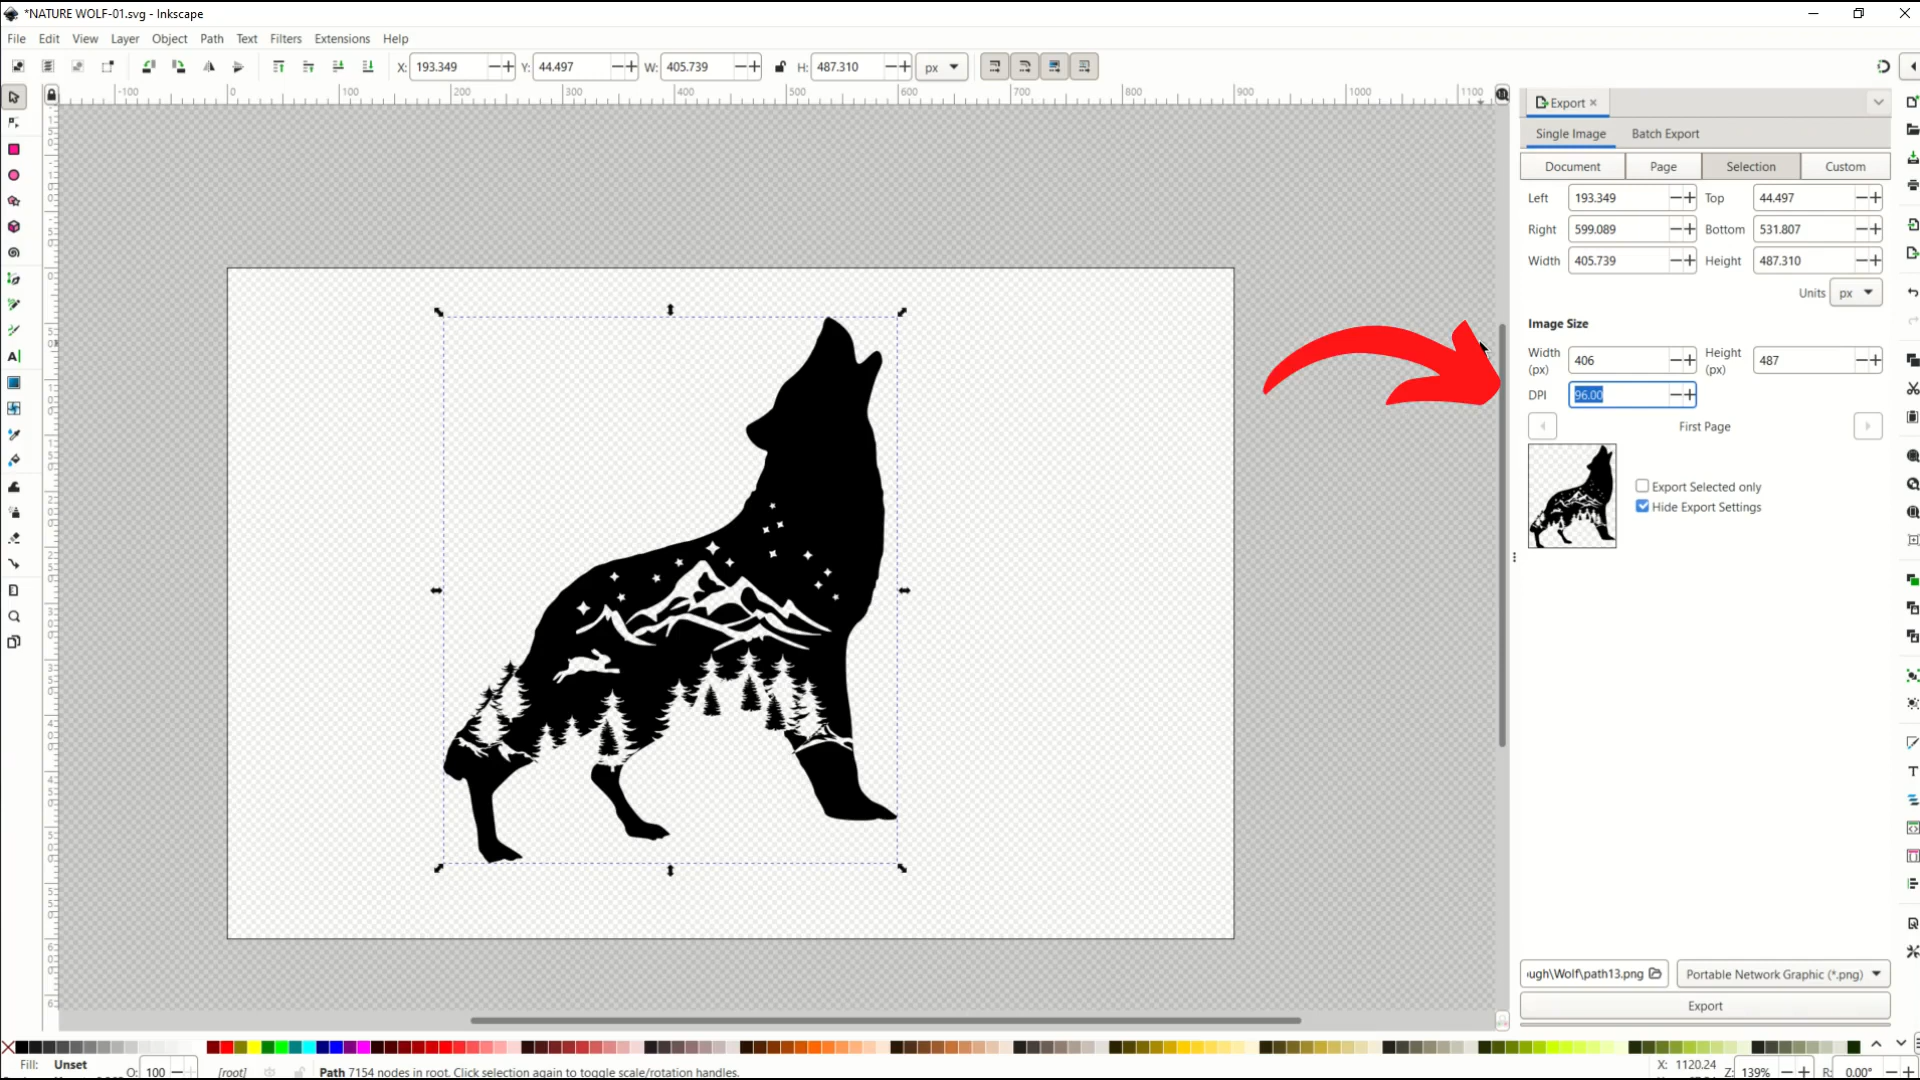 *NATURE WOLF-01.svg - Inkscape
File Edit View Layer Object Path Text Filters Extensions Help
X: 193.349 Y: 44.497 W: 405.739 H: 487.310 px
-100 0 100 200 300 400 500 600 700 800 900 1000 1100
Export
Single Image Batch Export
Document Page Selection Custom
Left 193.349 Top 44.497
Right 599.089 Bottom 531.807
Width 405.739 Height 487.310
Units px
Image Size
Width (px) 406 Height (px) 487
DPI 96.00
First Page
Export Selected only
Hide Export Settings
ugh\Wolf\path13.png Portable Network Graphic (*.png)
Export
Fill: Unset
O: 100 [root] Path 7154 nodes in root. Click selection again to toggle scale/rotation handles.
X: 1120.24
Z: 139% R: 0.00°